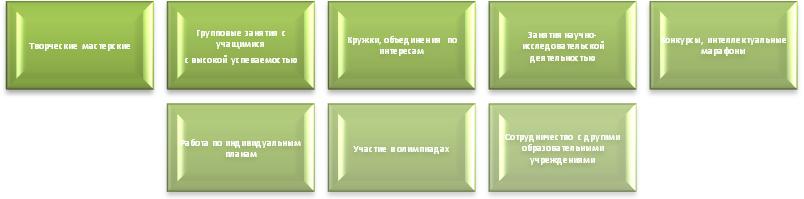 Творческие мастерские
Групповые занятия с
учащимися
с высокой успеваемостью
Кружки, объединения по
интересам
Занятия научно-
исследовательской
деятельностью
Конкурсы, интеллектуальные
марафоны
Работа по индивидуальным
планам
Участие в олимпиадах
Сотрудничество с другими
образовательными
учреждениями